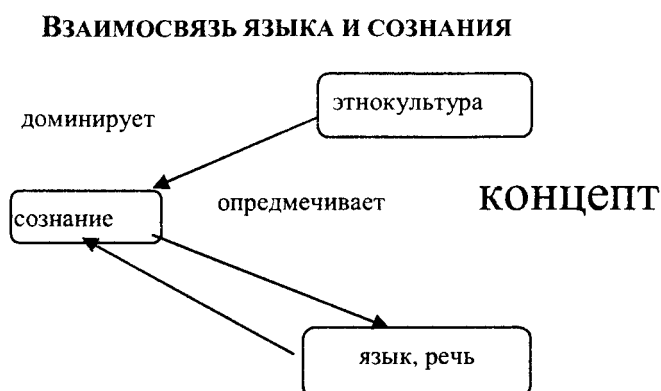 ВЗАИМОСВЯЗЬ ЯЗЫКА И СОЗНАНИЯ
этнокультура
доминирует
опредмечивает
концепт
сознание
язык, речь